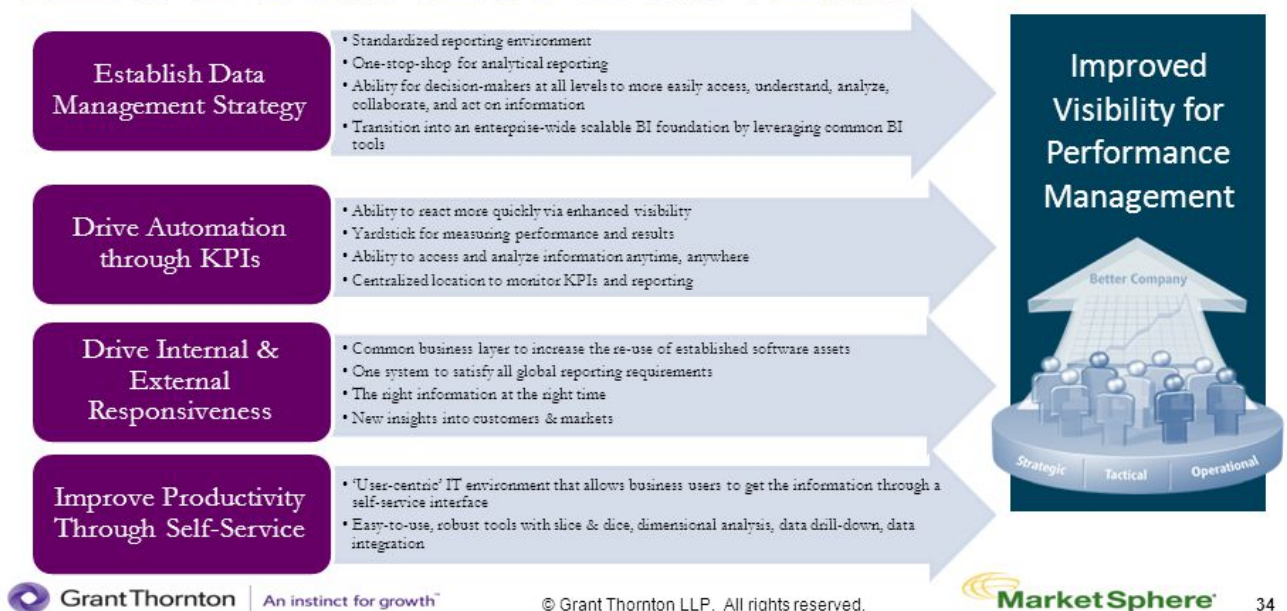 Establish Data
Management Strategy
• Standardized reporting environment
• One-stop-shop for analytical reporting
• Ability for decision-makers at all levels to more easily access, understand, analyze,
collaborate, and act on information
• Transition into an enterprise-wide scalable BI foundation by leveraging common BI
tools
Drive Automation
through KPIs
• Ability to react more quickly via enhanced visibility
• Yardstick for measuring performance and results
• Ability to access and analyze information anytime, anywhere
• Centralized location to monitor KPIs and reporting
Drive Internal &
External
Responsiveness
• Common business layer to increase the re-use of established software assets
• One system to satisfy all global reporting requirements
• The right information at the right time
• New insights into customers & markets
Improve Productivity
Through Self-Service
• 'User-centric' IT environment that allows business users to get the information through a
self-service interface
• Easy-to-use, robust tools with slice & dice, dimensional analysis, data drill-down, data
integration
Improved
Visibility for
Performance
Management
Better Company
Strategic
Tactical
Operational
Grant Thornton
An instinct for growth™
© Grant Thornton LLP. All rights reserved.
MarketSphere
34